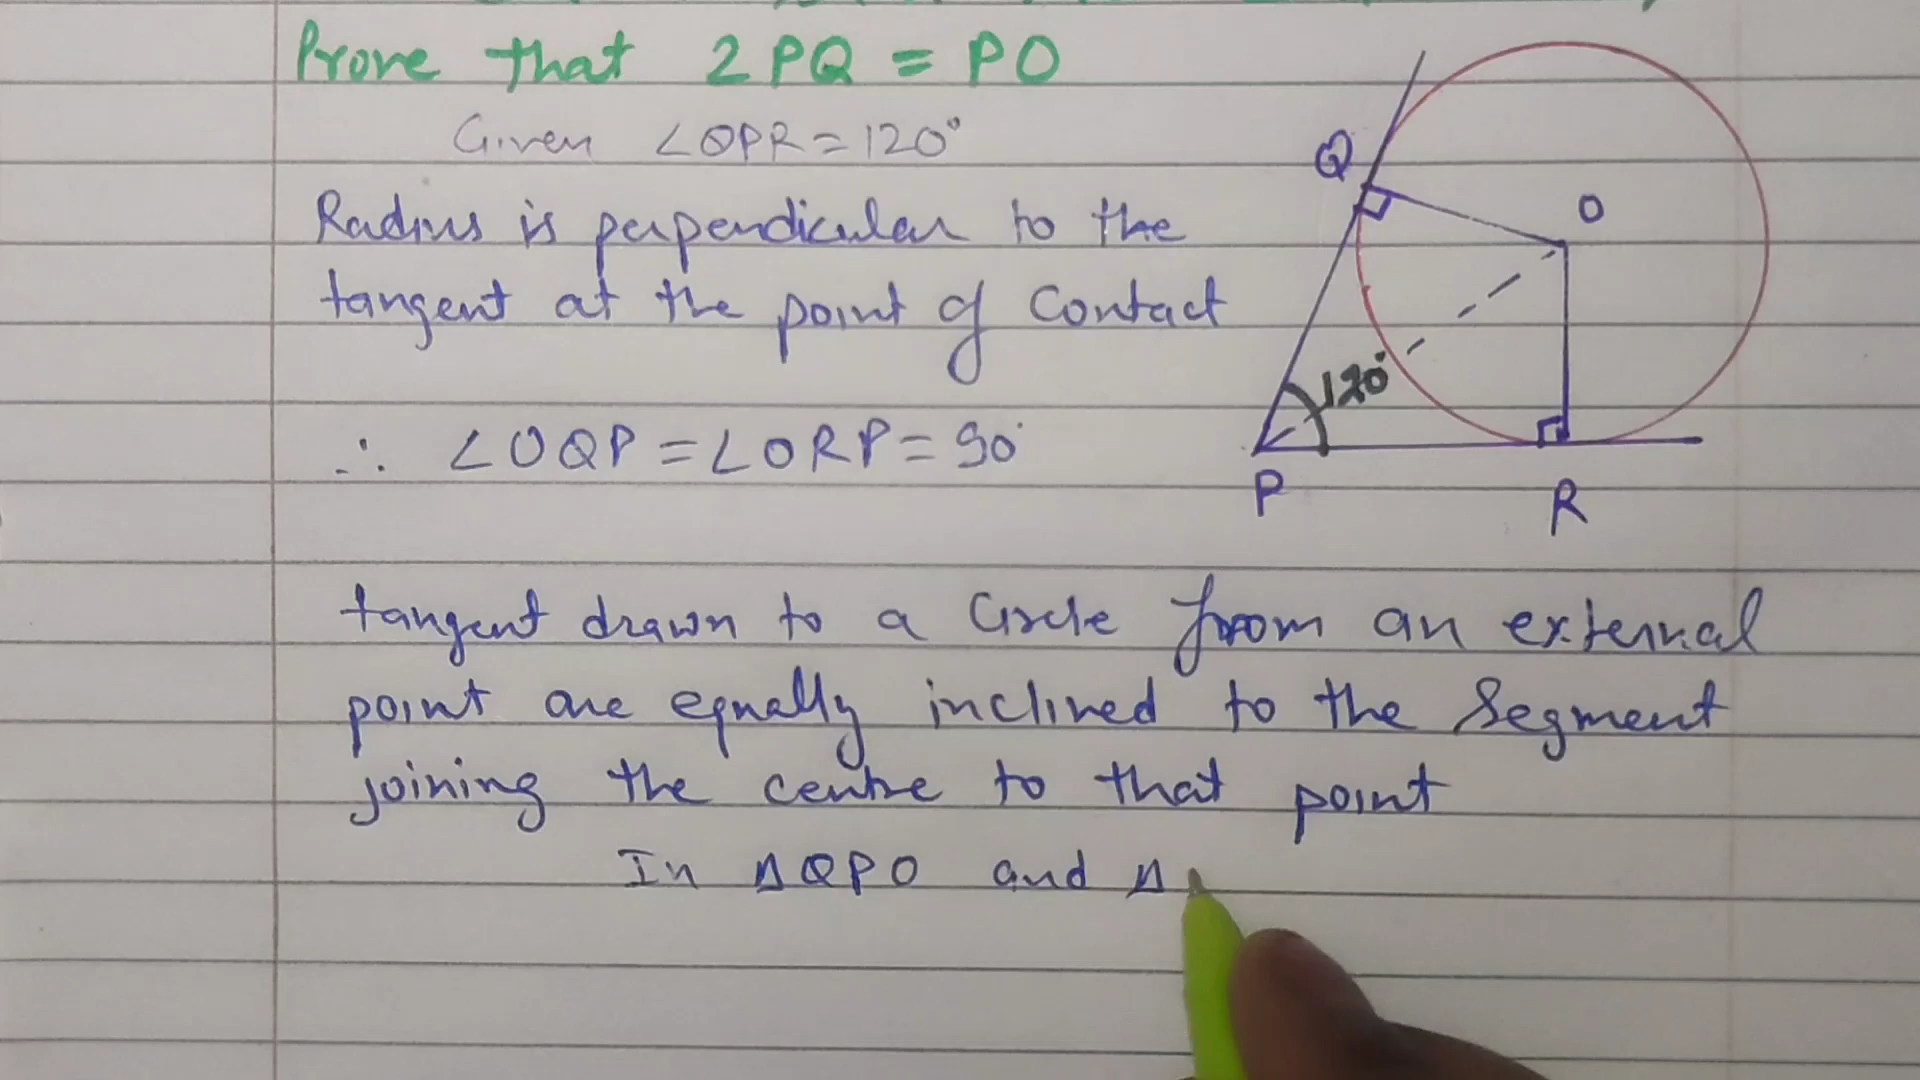 Prove that 2PQ = PO
Given ∠QPR = 120°
Radius is perpendicular to the
tangent at the point of contact
∴ ∠OQP = ∠ORP = 90°
Q
O
120°
P
R
tangent drawn to a circle from an external
point are equally inclined to the segment
joining the centre to that point
In ΔQPO and Δ